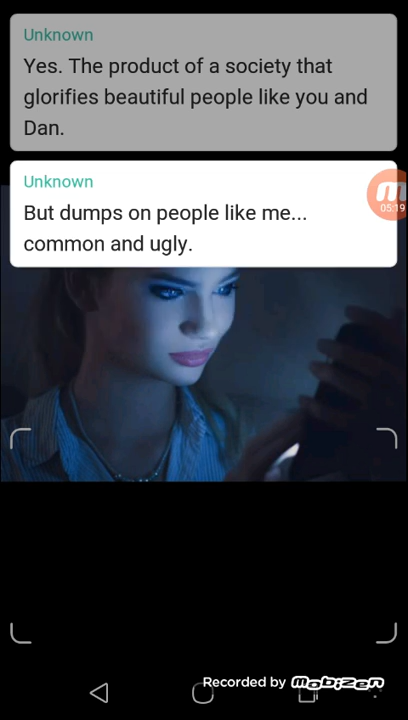 Unknown
Yes. The product of a society that
glorifies beautiful people like you and
Dan.
Unknown
But dumps on people like me...
common and ugly.
05:19
Recorded by Mobizen